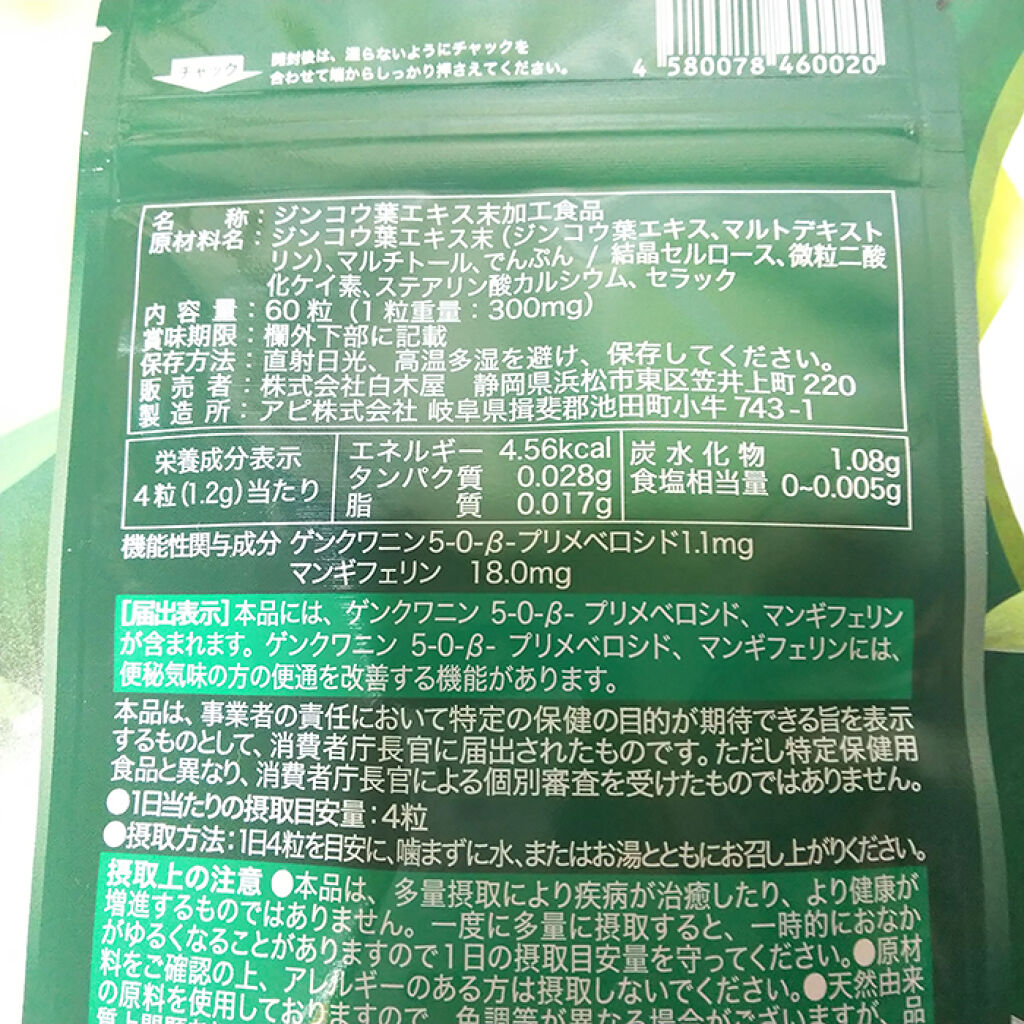 チャック
開封後は、湿らないようにチャックを
合わせて端からしっかり押さえてください。
4 580078 460020
名称：ジンコウ葉エキス末加工食品
原材料名：ジンコウ葉エキス末（ジンコウ葉エキス、マルトデキスト
リン）、マルチトール、でんぷん / 結晶セルロース、微粒二酸
化ケイ素、ステアリン酸カルシウム、セラック
内容量：60粒（1粒重量：300mg）
賞味期限：欄外下部に記載
保存方法：直射日光、高温多湿を避け、保存してください。
販売者：株式会社白木屋 静岡県浜松市東区笠井上町220
製造所：アピ株式会社 岐阜県揖斐郡池田町小牛743-1
栄養成分表示
4粒(1.2g)当たり
エネルギー 4.56kcal
タンパク質 0.028g
脂質 0.017g
炭水化物 1.08g
食塩相当量 0~0.005g
機能性関与成分 ゲンクワニン5-O-β-プリメベロシド1.1mg
マンギフェリン 18.0mg
[届出表示]本品には、ゲンクワニン 5-O-β- プリメベロシド、マンギフェリン
が含まれます。ゲンクワニン 5-O-β- プリメベロシド、マンギフェリンには、
便秘気味の方の便通を改善する機能があります。
本品は、事業者の責任において特定の保健の目的が期待できる旨を表示
するものとして、消費者庁長官に届出されたものです。ただし特定保健用
食品と異なり、消費者庁長官による個別審査を受けたものではありません。
●1日当たりの摂取目安量：4粒
●摂取方法：1日4粒を目安に、噛まずに水、またはお湯とともにお召し上がりください。
摂取上の注意 ●本品は、多量摂取により疾病が治癒したり、より健康が
増進するものではありません。一度に多量に摂取すると、一時的におなか
がゆるくなることがありますので1日の摂取目安量を守ってください。●原材
料をご確認の上、アレルギーのある方は摂取しないでください。●天然由来
の原料を使用しておりますので、色調等が異なる場合がございますが、品